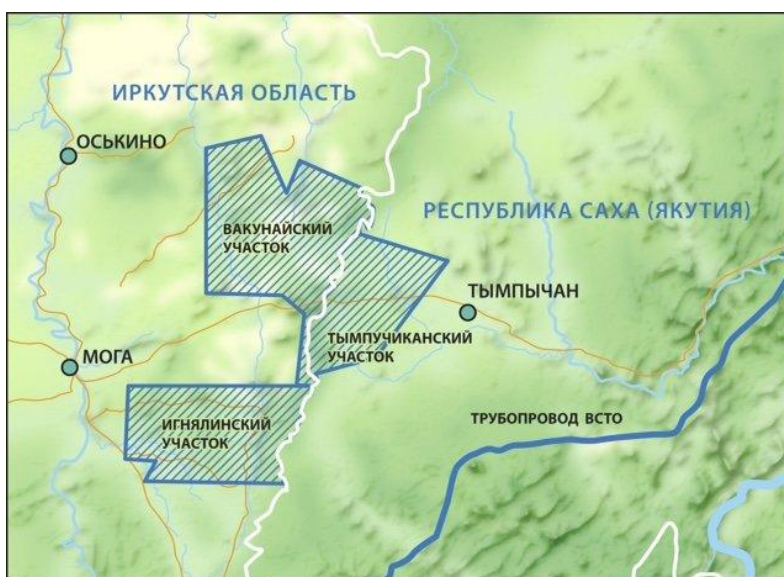 ИРКУТСКАЯ ОБЛАСТЬ
ОСЬКИНО
ВАКУНАЙСКИЙ
УЧАСТОК
РЕСПУБЛИКА САХА (ЯКУТИЯ)
ТЫМПЫЧАН
ТЫМПУЧИКАНСКИЙ
УЧАСТОК
МОГА
ИГНЯЛИНСКИЙ
УЧАСТОК
ТРУБОПРОВОД ВСТО